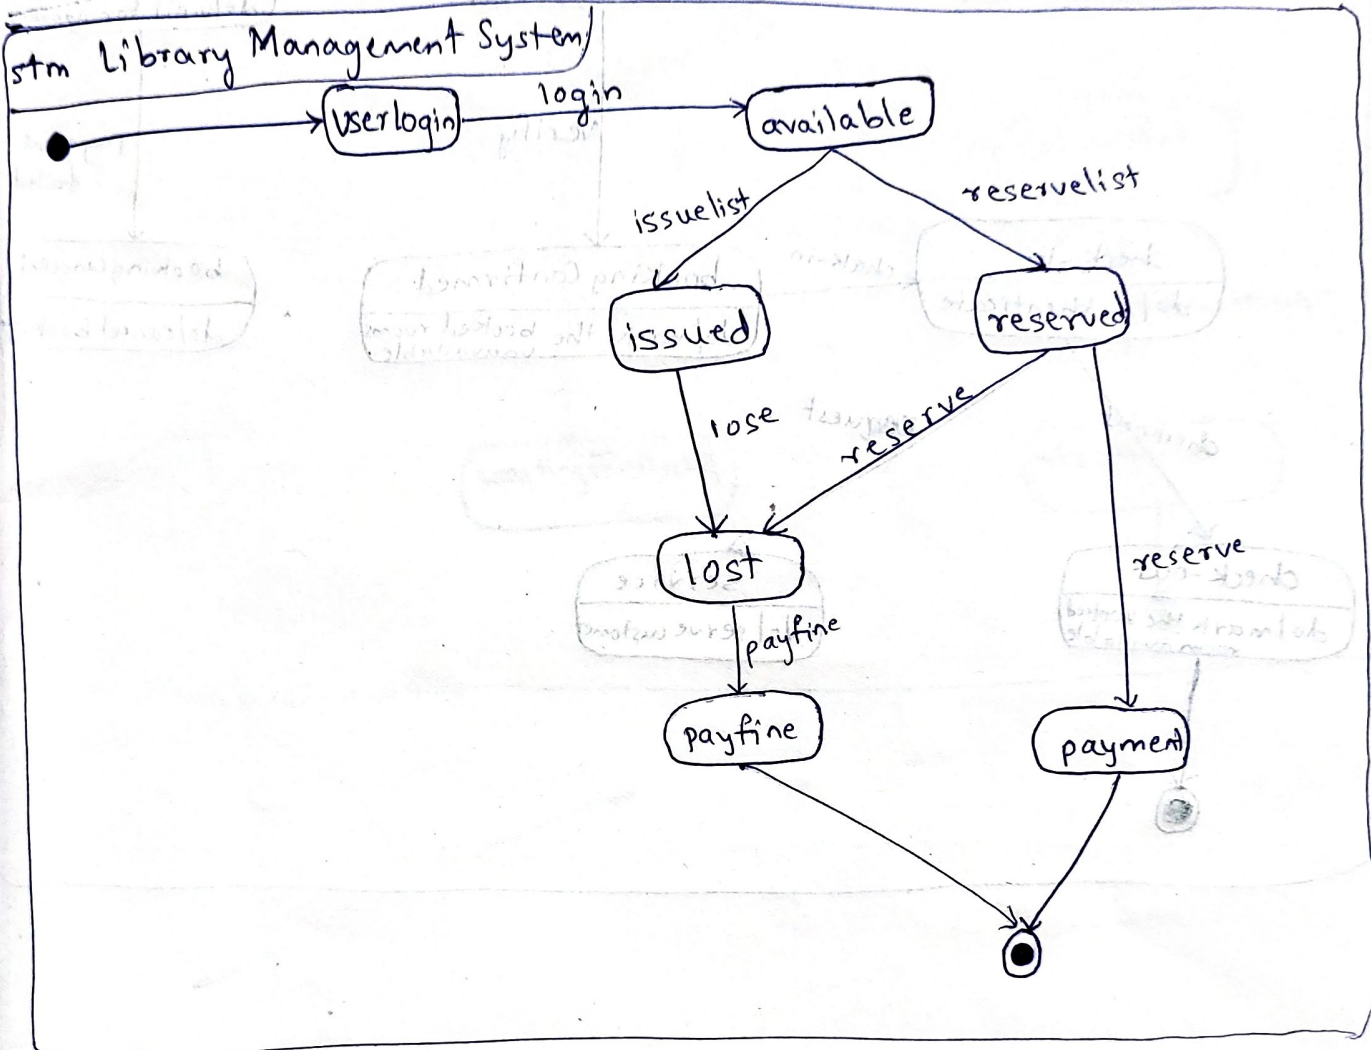 stm Library Management System
userlogin
login
available
issuelist
reservelist
issued
reserved
lose
reserve
lost
reserve
payfine
payfine
payment